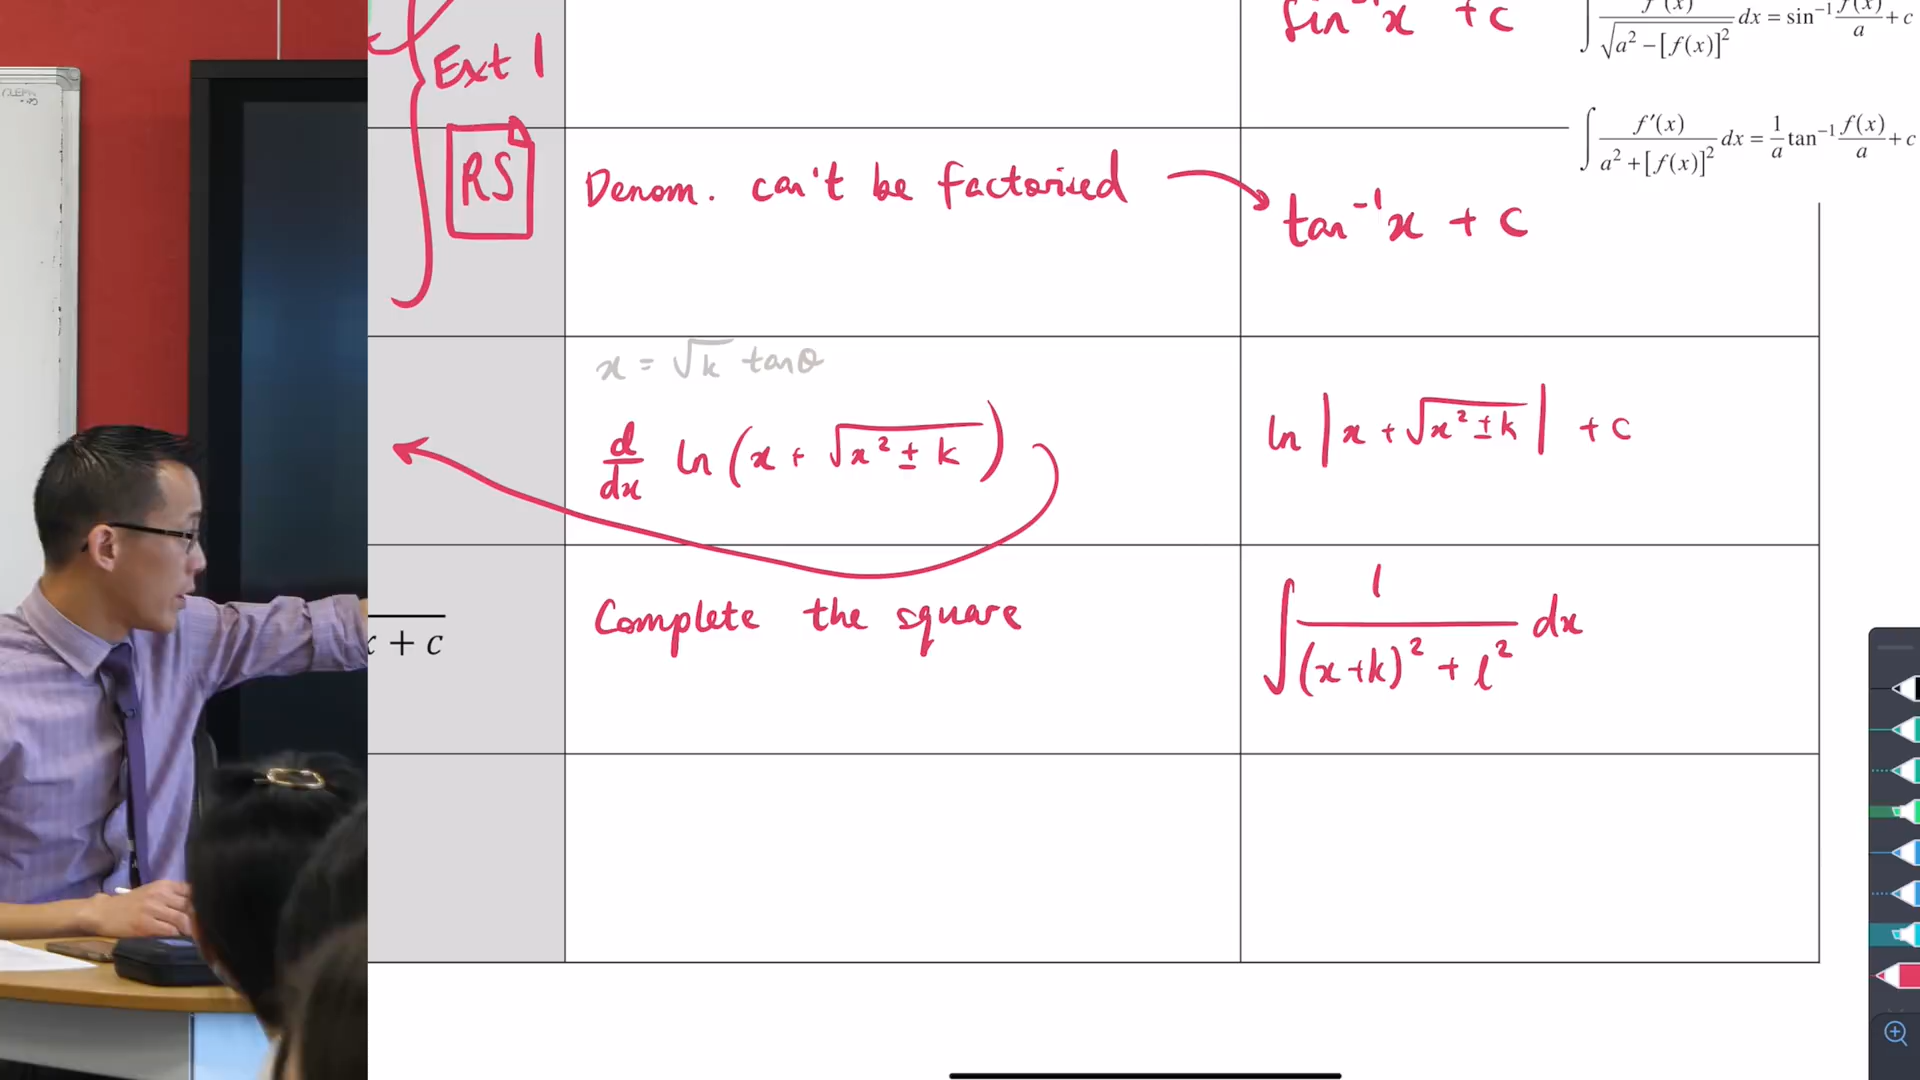 sin⁻¹x + c
∫ f'(x) / √(a² − [f(x)]²) dx = sin⁻¹ f(x)/a + c
Ext 1
∫ f'(x) / (a² + [f(x)]²) dx = 1/a tan⁻¹ f(x)/a + c
RS
Denom. can't be factorised
tan⁻¹x + c
x = √k tanθ
d/dx ln(x + √(x² ± k))
ln |x + √(x² ± k)| + c
x + c
Complete the square
∫ 1 / ((x+k)² + l²) dx